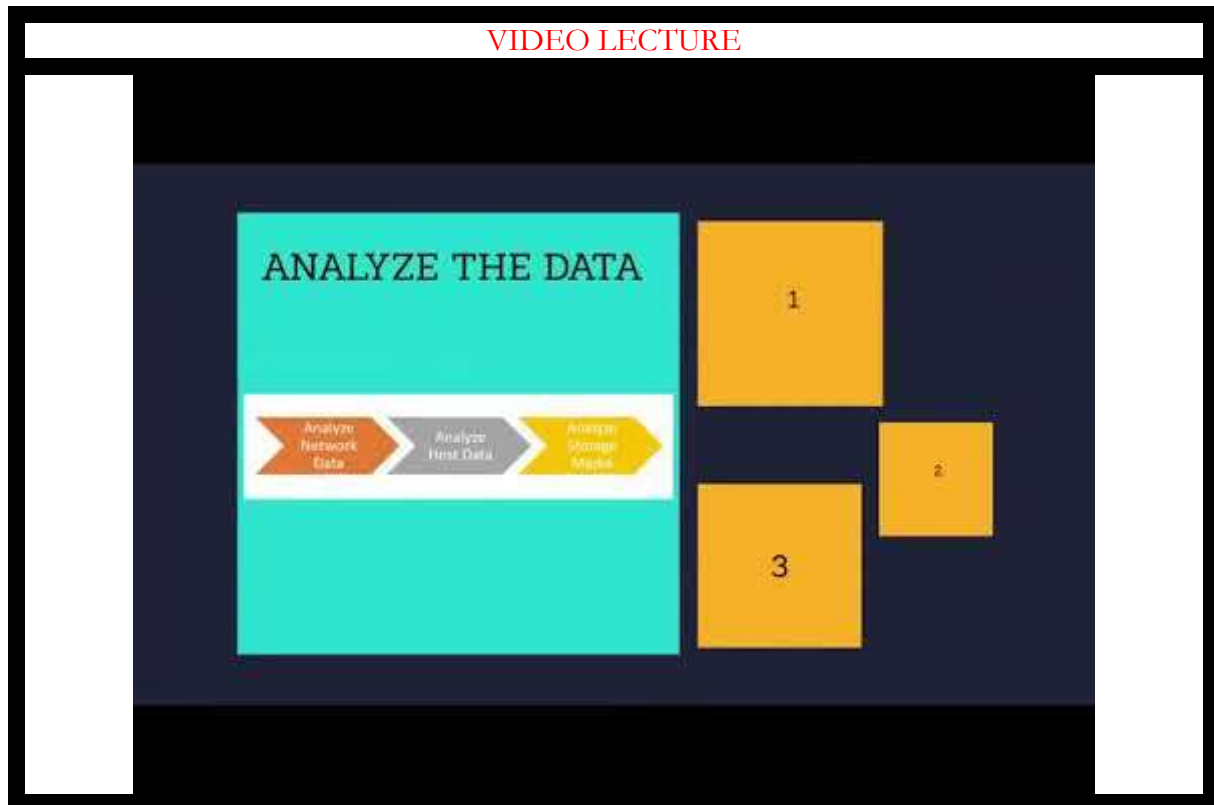 VIDEO LECTURE
ANALYZE THE DATA
Analyze
Network
Data
Analyze
Host Data
Analyze
Storage
Media
1
2
3